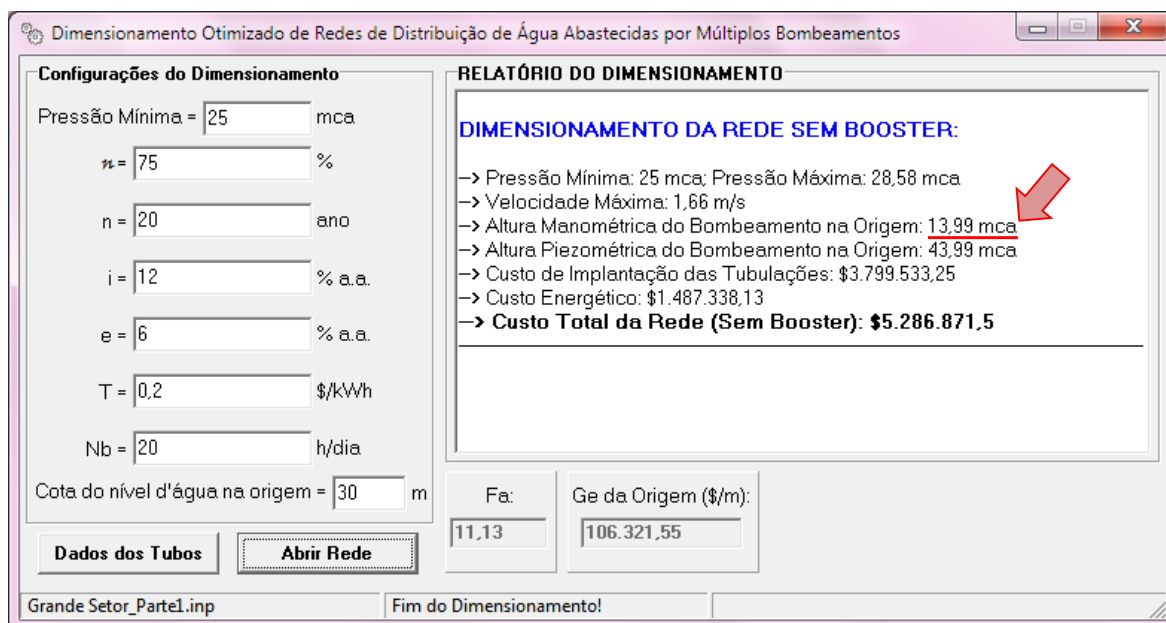 Dimensionamento Otimizado de Redes de Distribuição de Água Abastecidas por Múltiplos Bombeamentos
Configurações do Dimensionamento
Pressão Mínima = 25 mca
n = 75 %
n = 20 ano
i = 12 % a.a.
e = 6 % a.a.
T = 0,2 $/kWh
Nb = 20 h/dia
Cota do nível d'água na origem = 30 m
Dados dos Tubos
Abrir Rede
RELATÓRIO DO DIMENSIONAMENTO
DIMENSIONAMENTO DA REDE SEM BOOSTER:
--> Pressão Mínima: 25 mca; Pressão Máxima: 28,58 mca
--> Velocidade Máxima: 1,66 m/s
--> Altura Manométrica do Bombeamento na Origem: 13,99 mca
--> Altura Piezométrica do Bombeamento na Origem: 43,99 mca
--> Custo de Implantação das Tubulações: $3.799.533,25
--> Custo Energético: $1.487.338,13
--> Custo Total da Rede (Sem Booster): $5.286.871,5
Fa:
11,13
Ge da Origem ($/m):
106.321,55
Grande Setor_Parte1.inp
Fim do Dimensionamento!